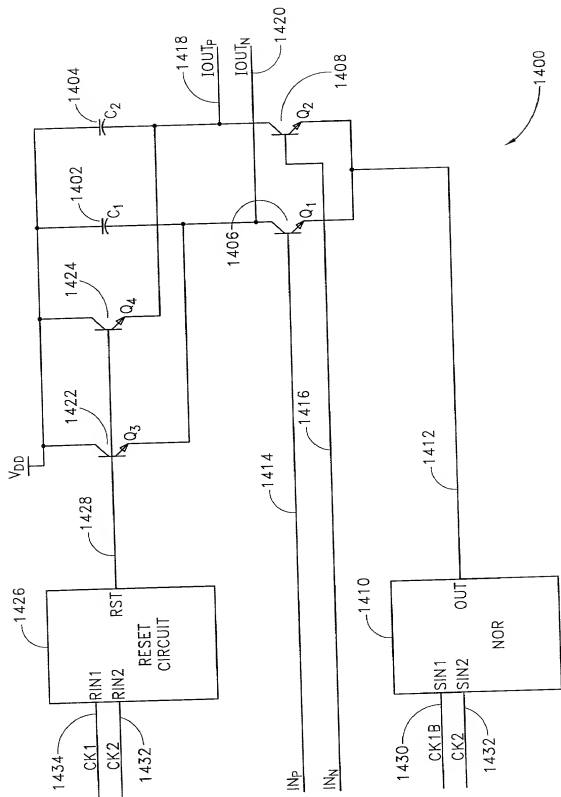 1404
C2
1418
IOUTP
IOUTN
1420
1408
Q2
1400
1402
C1
1406
Q1
1424
Q4
1422
Q3
VDD
1428
1426
RST
RESET
CIRCUIT
RIN1
RIN2
1434
CK1
CK2
1432
1414
1416
INP
INN
1412
1410
OUT
NOR
SIN1
SIN2
1430
CK1B
CK2
1432